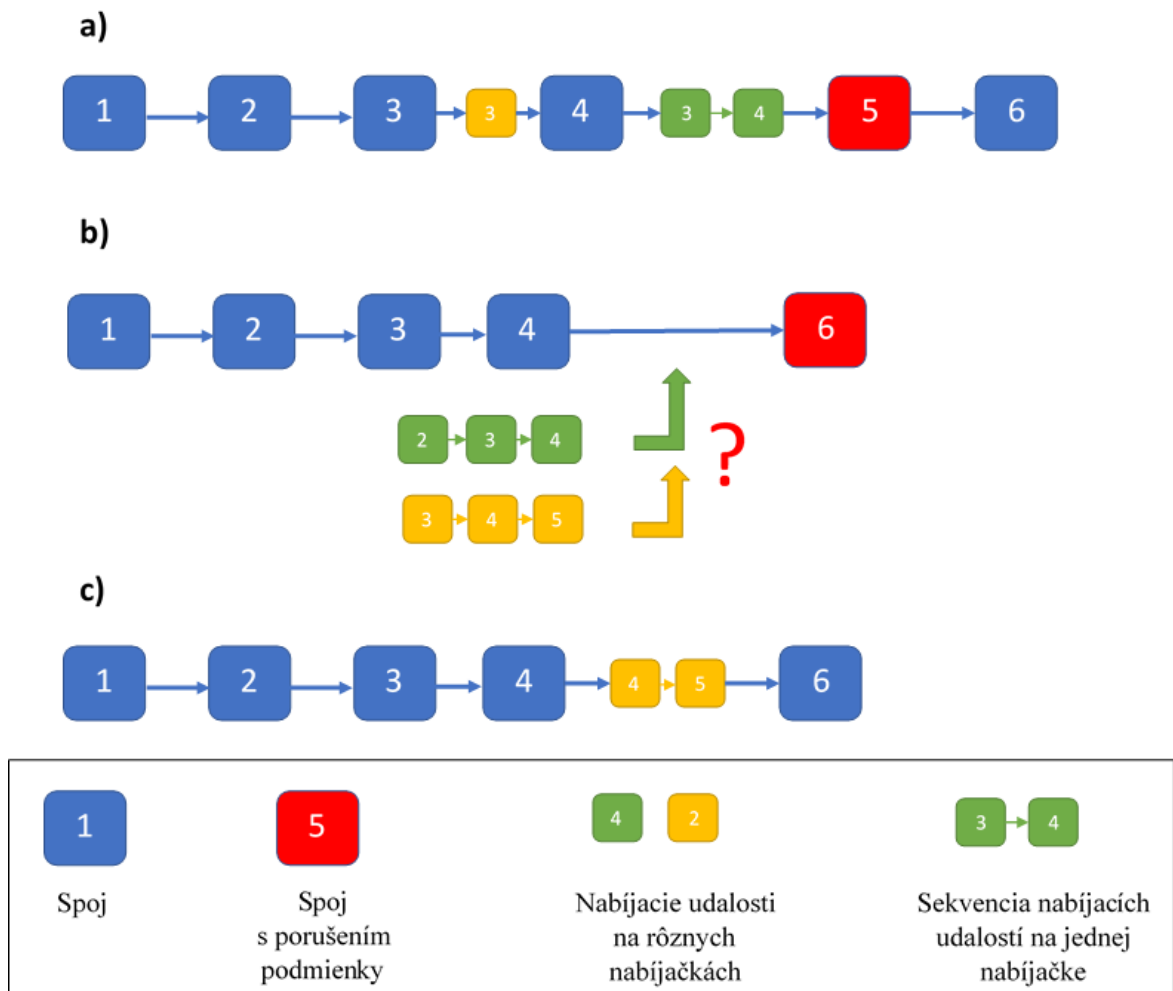 a)
1 2 3 3 4 3 4 5 6
b)
1 2 3 4 6
2 3 4
?
3 4 5
c)
1 2 3 4 4 5 6
1 5 4 2 3 4
Spoj
Spoj
s porušením
podmienky
Nabíjacie udalosti
na rôznych
nabíjačkách
Sekvencia nabíjacích
udalostí na jednej
nabíjačke